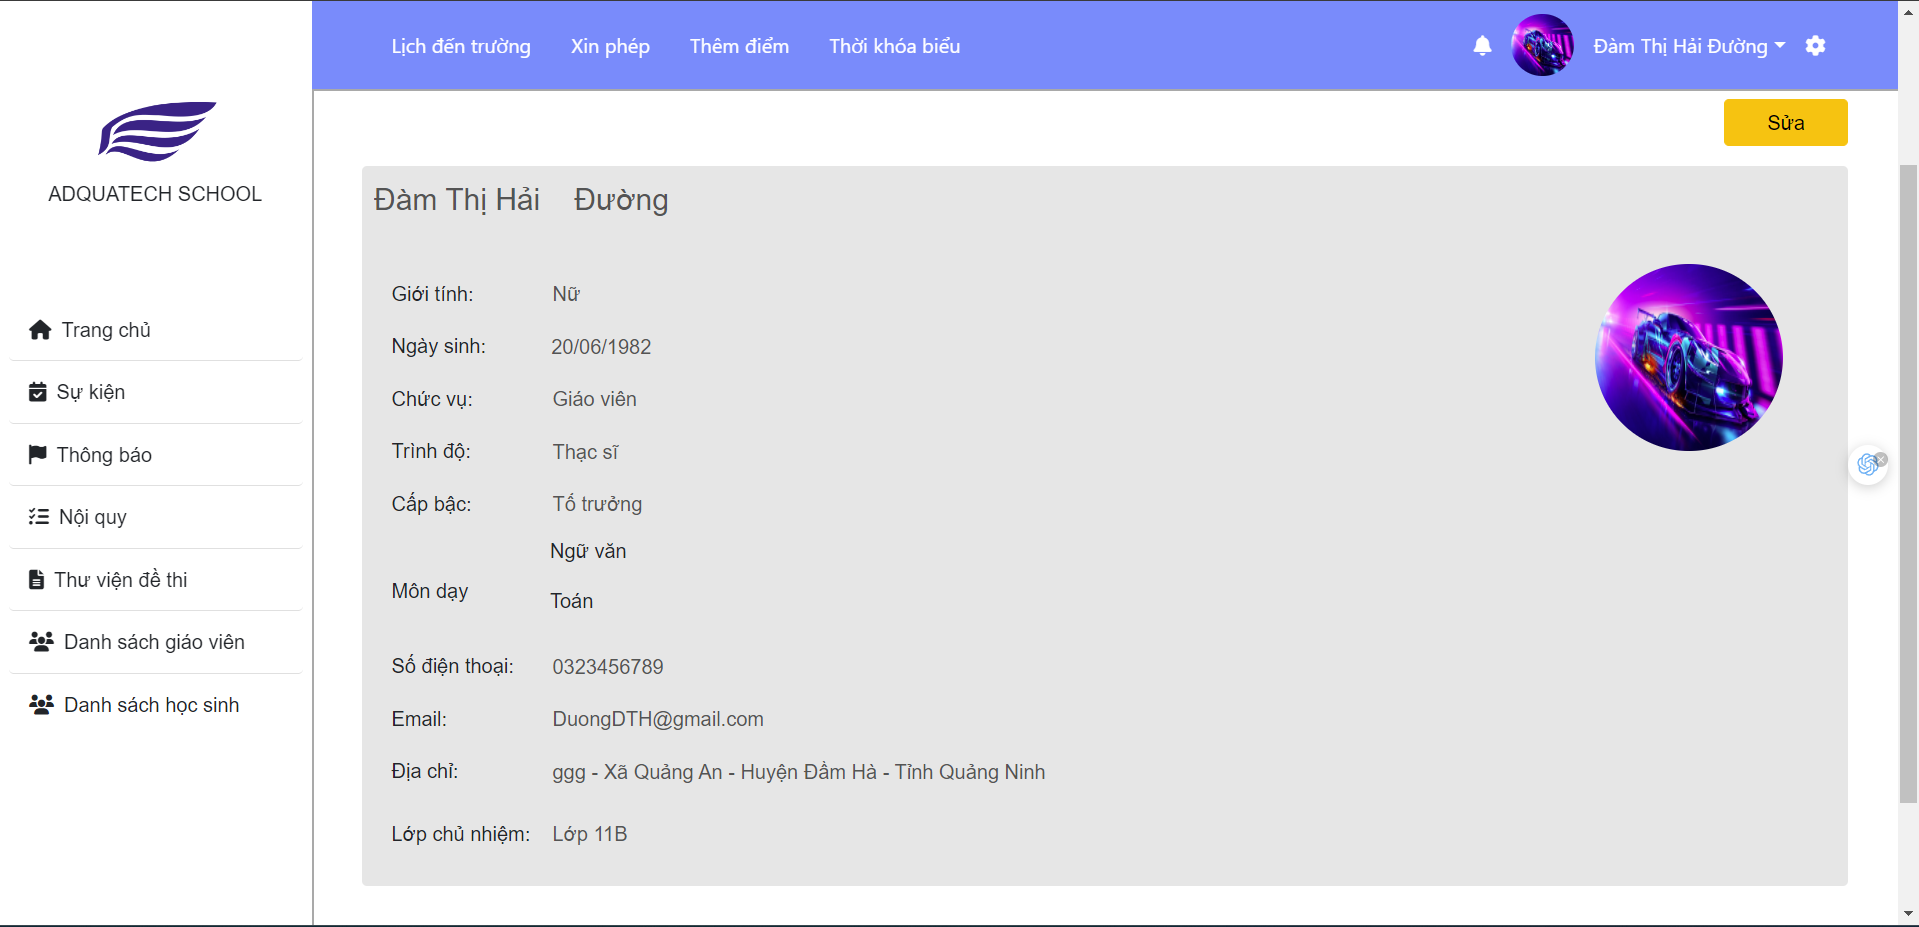 Lịch đến trường
Xin phép
Thêm điểm
Thời khóa biểu
Đàm Thị Hải Đường
ADQUATECH SCHOOL
Trang chủ
Sự kiện
Thông báo
Nội quy
Thư viện đề thi
Danh sách giáo viên
Danh sách học sinh
Sửa
Đàm Thị Hải Đường
Giới tính: Nữ
Ngày sinh: 20/06/1982
Chức vụ: Giáo viên
Trình độ: Thạc sĩ
Cấp bậc: Tố trưởng
Môn dạy
Ngữ văn
Toán
Số điện thoại: 0323456789
Email: DuongDTH@gmail.com
Địa chỉ: ggg - Xã Quảng An - Huyện Đầm Hà - Tỉnh Quảng Ninh
Lớp chủ nhiệm: Lớp 11B